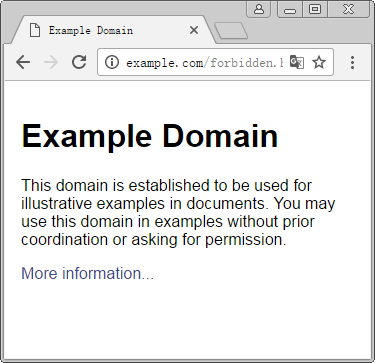 Example Domain
example.com/forbidden.h
Example Domain
This domain is established to be used for
illustrative examples in documents. You may
use this domain in examples without prior
coordination or asking for permission.
More information...